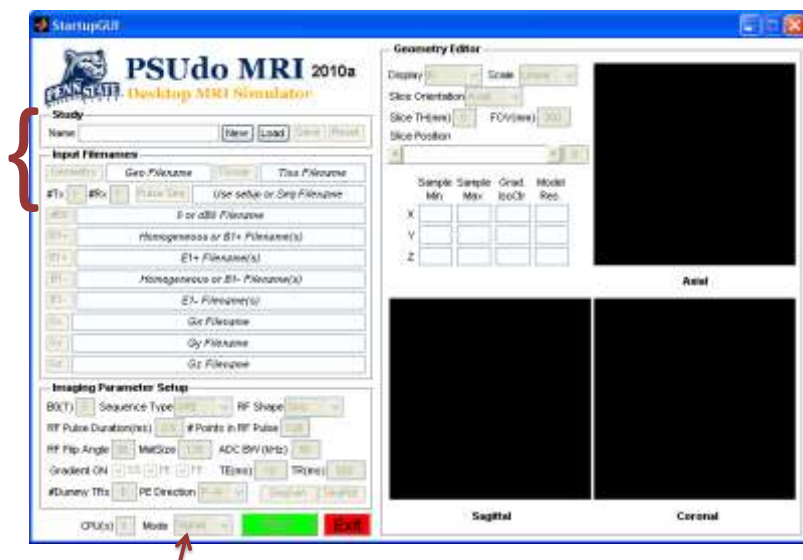 StartupGUI
PENNSTATE
PSUdo MRI 2010a
Desktop MRI Simulator
Study
Name New Load Save Reset
Input Filenames
Geometry Geo Filename Tissue Tiss Filename
#Tx #Rx Pulse Seq Use setup or Seq Filename
dB0 0 or dB0 Filename
B1+ Homogeneous or B1+ Filename(s)
E1+ E1+ Filename(s)
B1- Homogeneous or B1- Filename(s)
E1- E1- Filename(s)
Gx Gx Filename
Gy Gy Filename
Gz Gz Filename
Imaging Parameter Setup
B0(T) Sequence Type RF Shape
RF Pulse Duration(ms) # Points in RF Pulse
RF Flip Angle MatSize ADC BW (kHz)
Gradient ON SS PE FE TE(ms) TR(ms)
#Dummy TRs PE Direction
CPU(s) Mode Exit
Geometry Editor
Display Scale
Slice Orientation
Slice TH(mm) FOV(mm)
Slice Position
Sample Min Sample Max Grad. IsoCtr Model Res.
X
Y
Z
Axial
Sagittal
Coronal